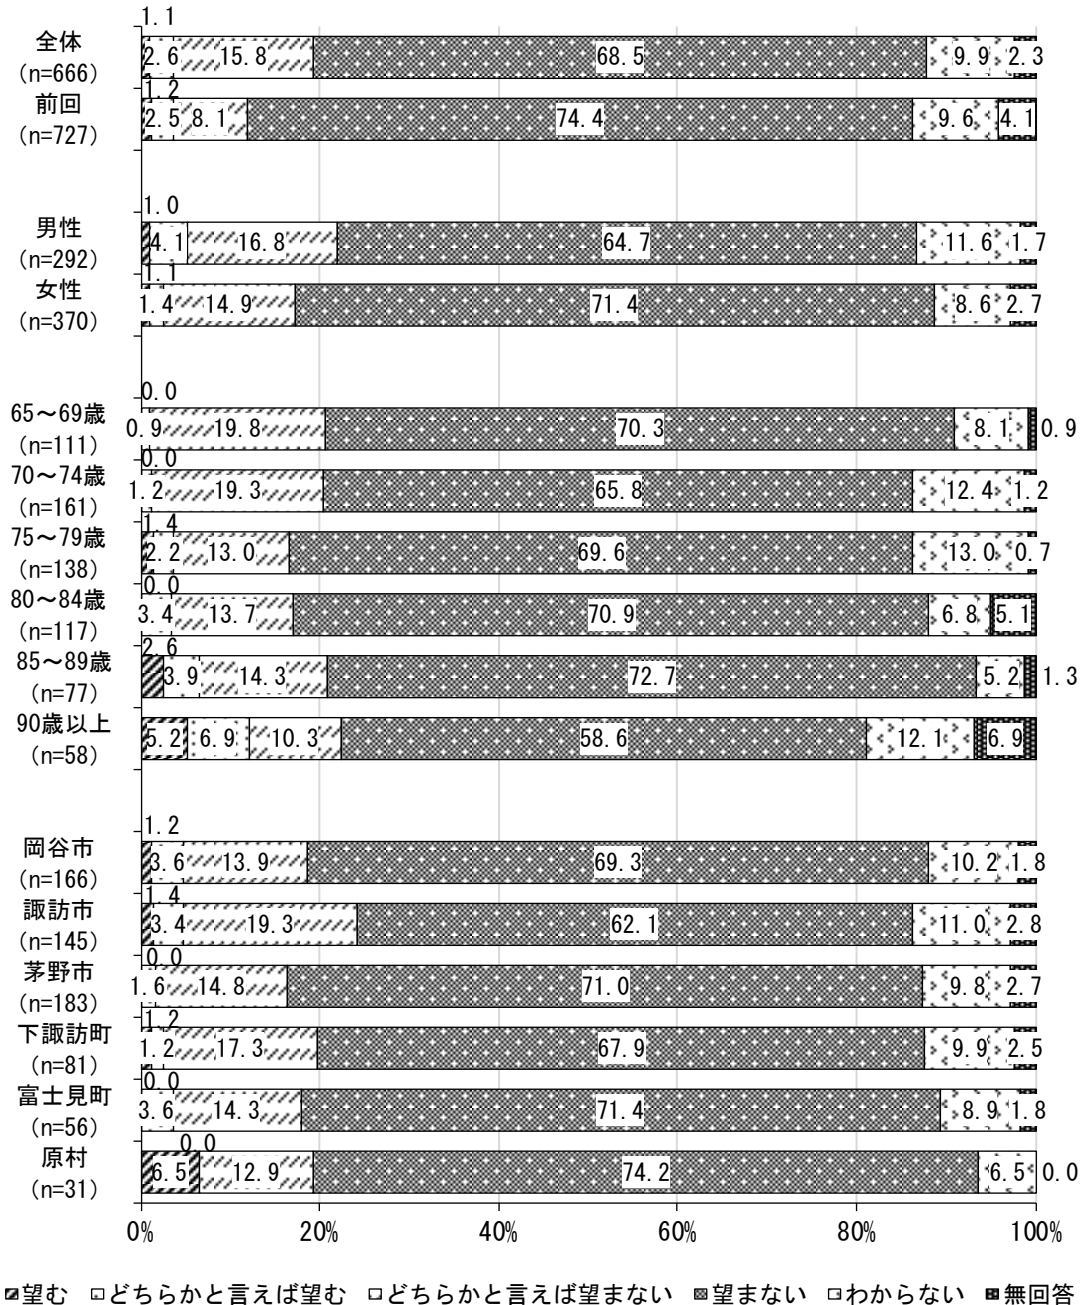 1.1
全体
（n=666）
2.6 15.8 68.5 9.9 2.3
1.2
前回
（n=727）
2.5 8.1 74.4 9.6 4.1
1.0
男性
（n=292）
4.1 16.8 64.7 11.6 1.7
1.1
女性
（n=370）
1.4 14.9 71.4 8.6 2.7
0.0
65～69歳
（n=111）
0.9 19.8 70.3 8.1 0.9
0.0
70～74歳
（n=161）
1.2 19.3 65.8 12.4 1.2
1.4
75～79歳
（n=138）
2.2 13.0 69.6 13.0 0.7
0.0
80～84歳
（n=117）
3.4 13.7 70.9 6.8 5.1
2.6
85～89歳
（n=77）
3.9 14.3 72.7 5.2 1.3
90歳以上
（n=58）
5.2 6.9 10.3 58.6 12.1 6.9
1.2
岡谷市
（n=166）
3.6 13.9 69.3 10.2 1.8
1.4
諏訪市
（n=145）
3.4 19.3 62.1 11.0 2.8
0.0
茅野市
（n=183）
1.6 14.8 71.0 9.8 2.7
1.2
下諏訪町
（n=81）
1.2 17.3 67.9 9.9 2.5
0.0
富士見町
（n=56）
3.6 14.3 71.4 8.9 1.8
0.0
原村
（n=31）
6.5 12.9 74.2 6.5 0.0
0% 20% 40% 60% 80% 100%
望む どちらかと言えば望む どちらかと言えば望まない 望まない わからない 無回答